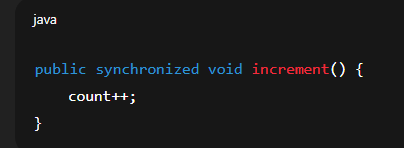 java
public synchronized void increment() {
    count++;
}